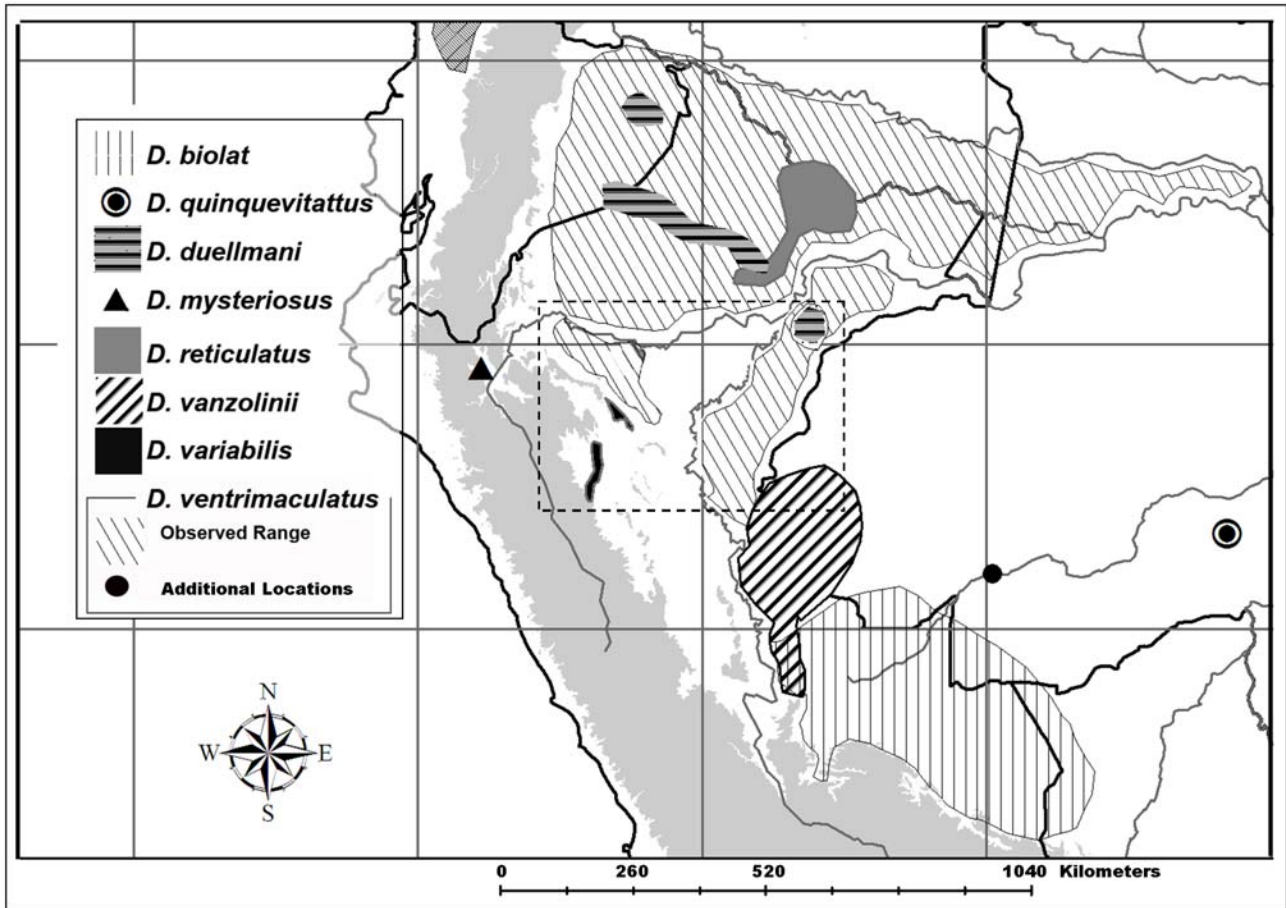 D. biolat
D. quinquevitattus
D. duellmani
D. mysteriosus
D. reticulatus
D. vanzolinii
D. variabilis
D. ventrimaculatus
Observed Range
Additional Locations
N
W E
S
0 260 520 1040 Kilometers